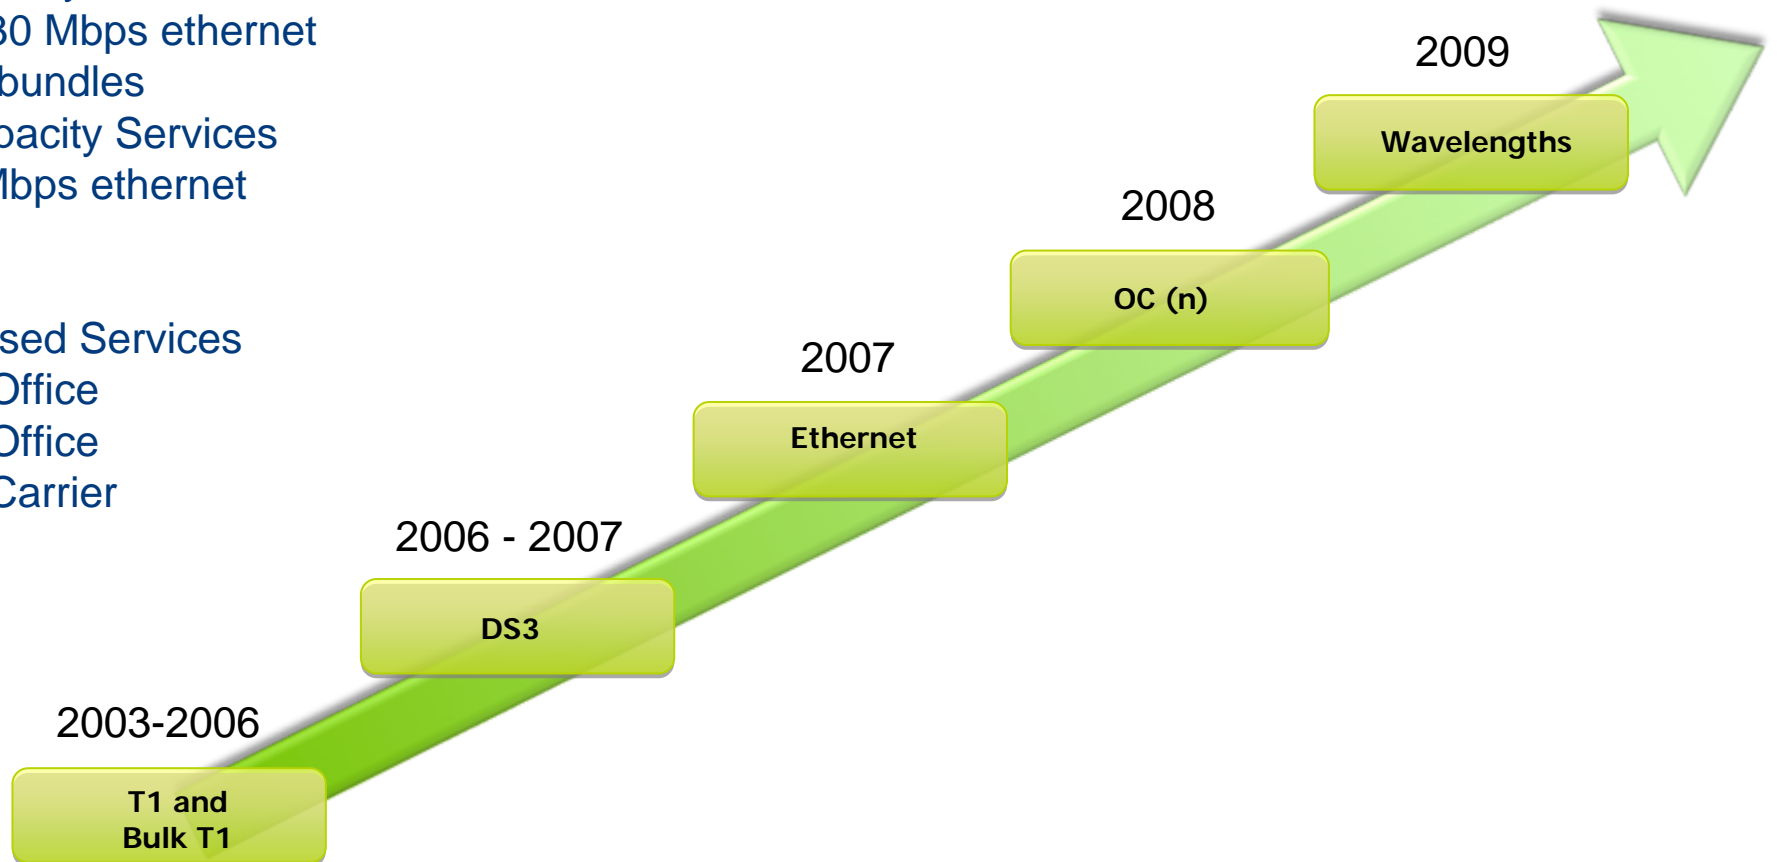 30 Mbps ethernet
bundles
pacity Services
Mbps ethernet
sed Services
Office
Office
Carrier
2009
Wavelengths
2008
OC (n)
2007
Ethernet
2006 - 2007
DS3
2003-2006
T1 and
Bulk T1